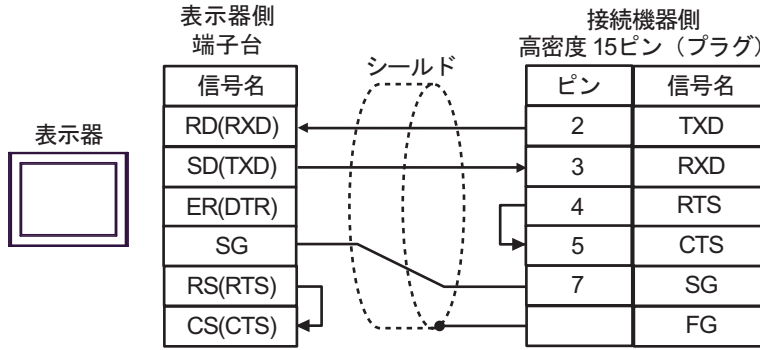 表示器側
端子台
接続機器側
高密度 15ピン（プラグ）
シールド
表示器
信号名
ピン 信号名
RD(RXD) 2 TXD
SD(TXD) 3 RXD
ER(DTR) 4 RTS
SG 5 CTS
RS(RTS) 7 SG
CS(CTS) FG